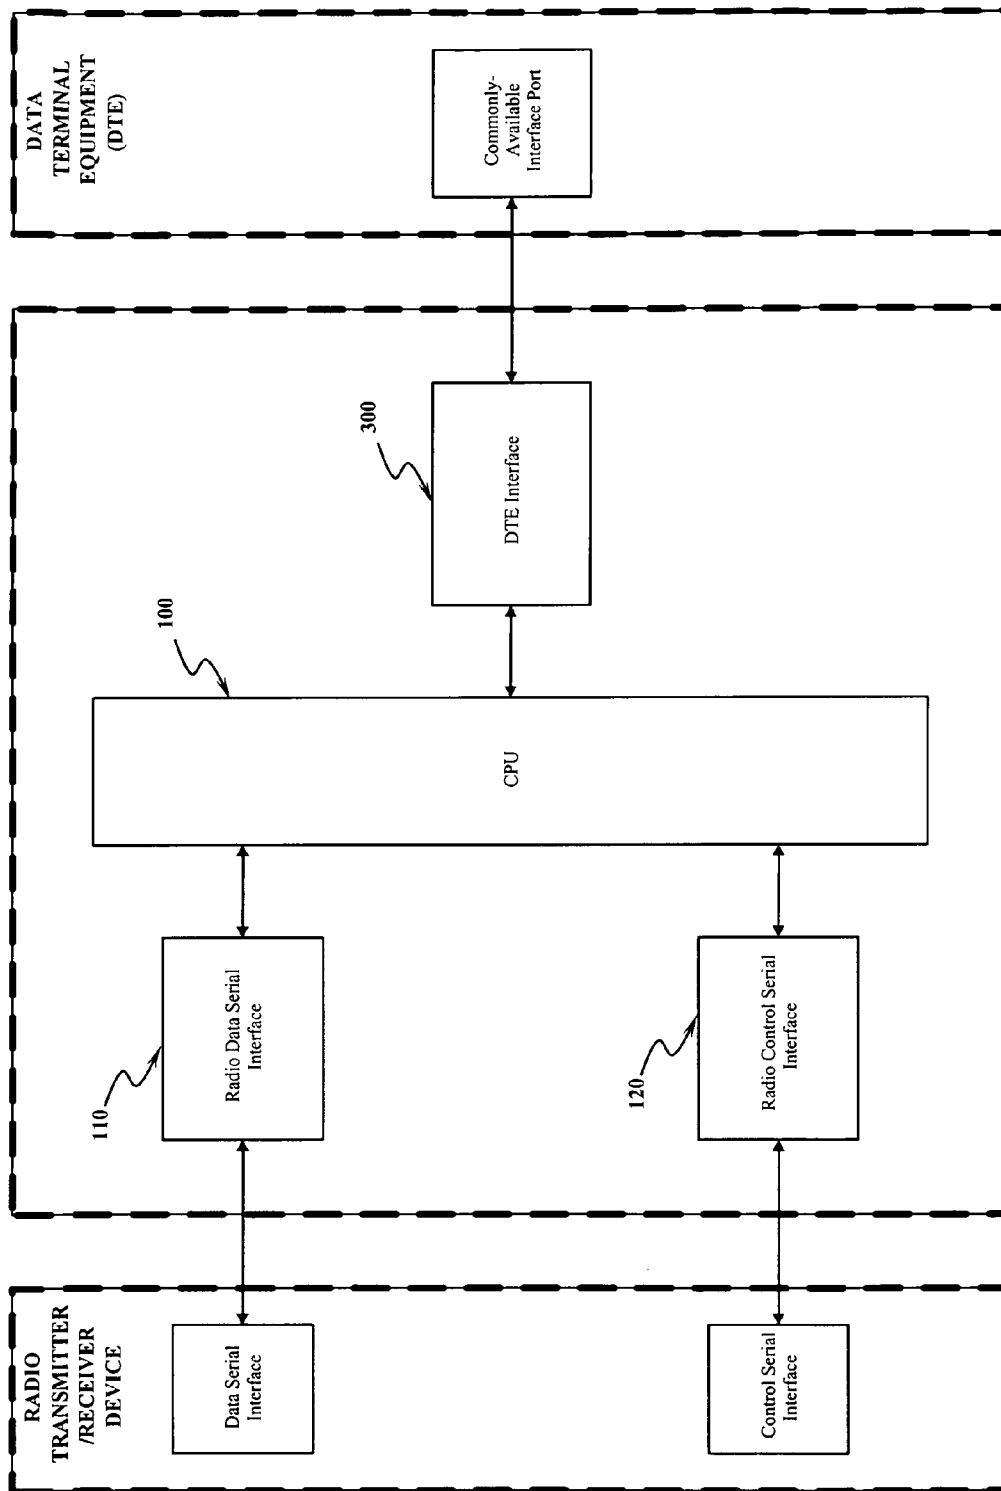 RADIO
TRANSMITTER
/RECEIVER
DEVICE
Data Serial
Interface
Control Serial
Interface
110
Radio Data Serial
Interface
120
Radio Control Serial
Interface
100
CPU
300
DTE Interface
DATA
TERMINAL
EQUIPMENT
(DTE)
Commonly-
Available
Interface Port